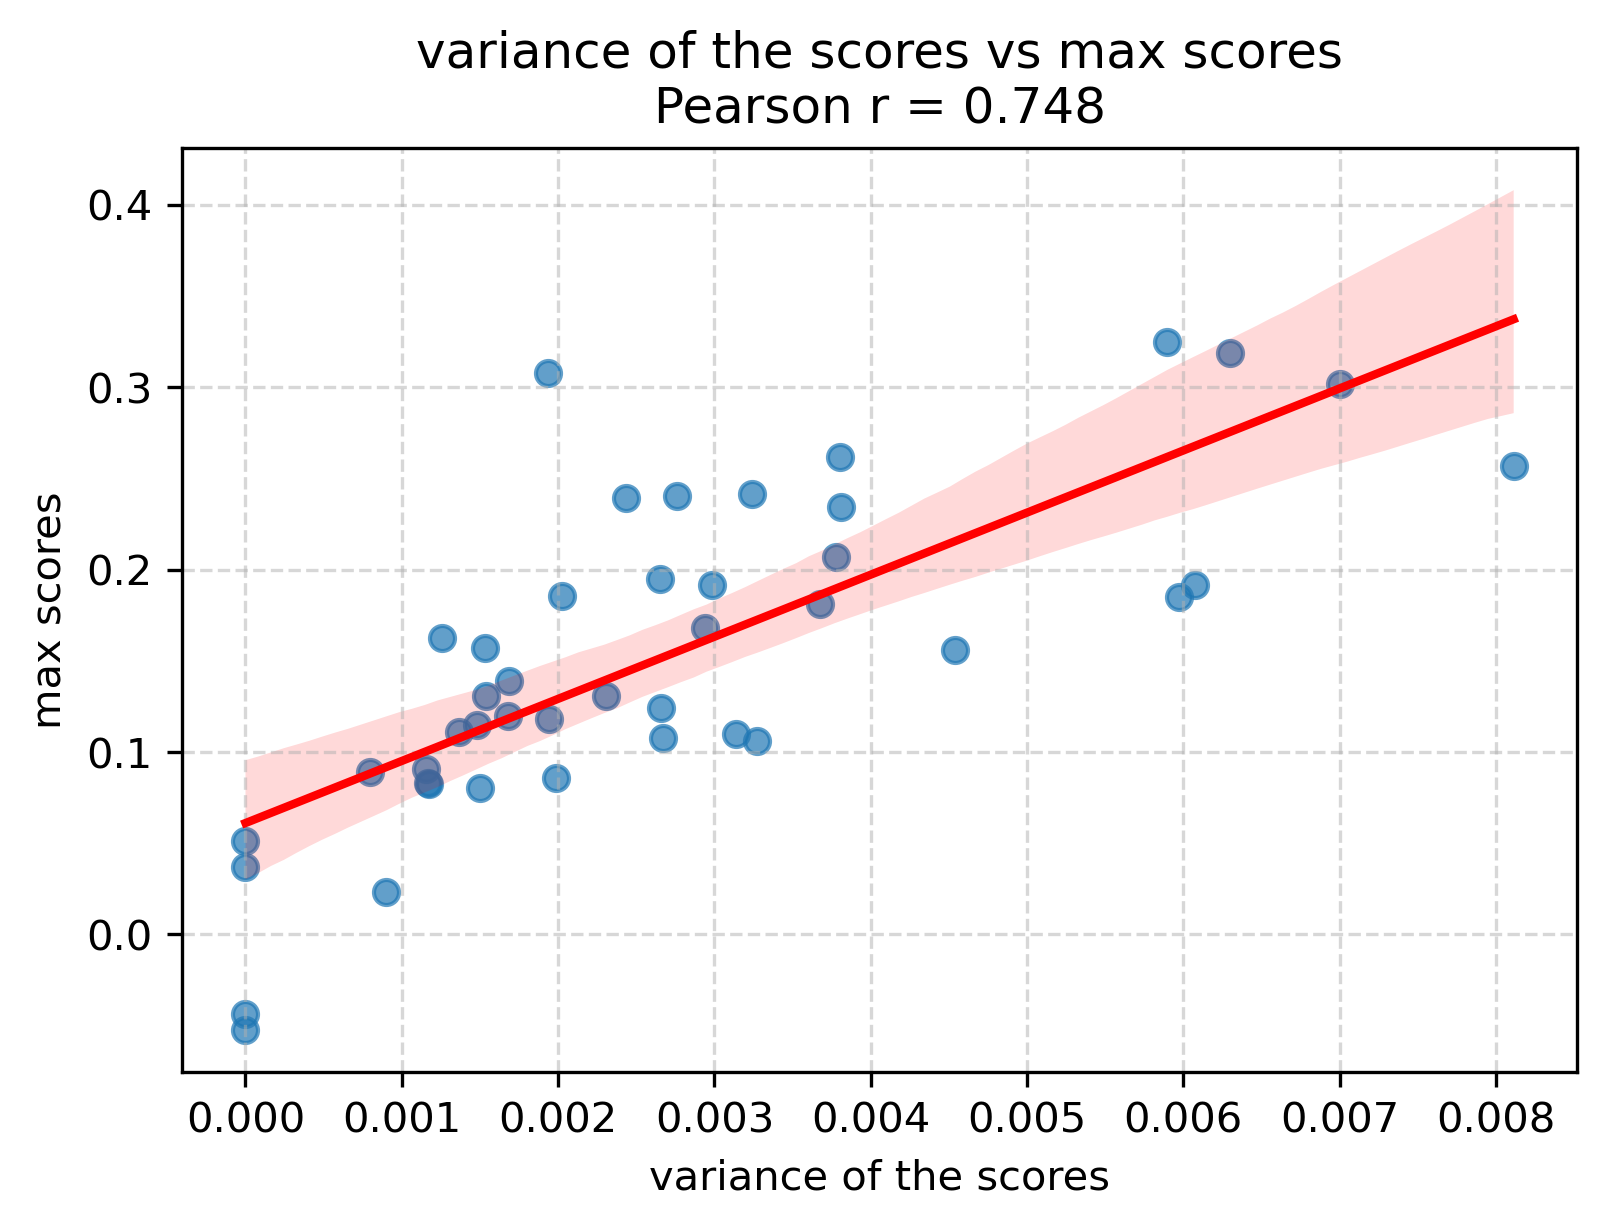 variance of the scores vs max scores
Pearson r = 0.748
0.4
0.3
0.2
0.1
0.0
max scores
0.000 0.001 0.002 0.003 0.004 0.005 0.006 0.007 0.008
variance of the scores